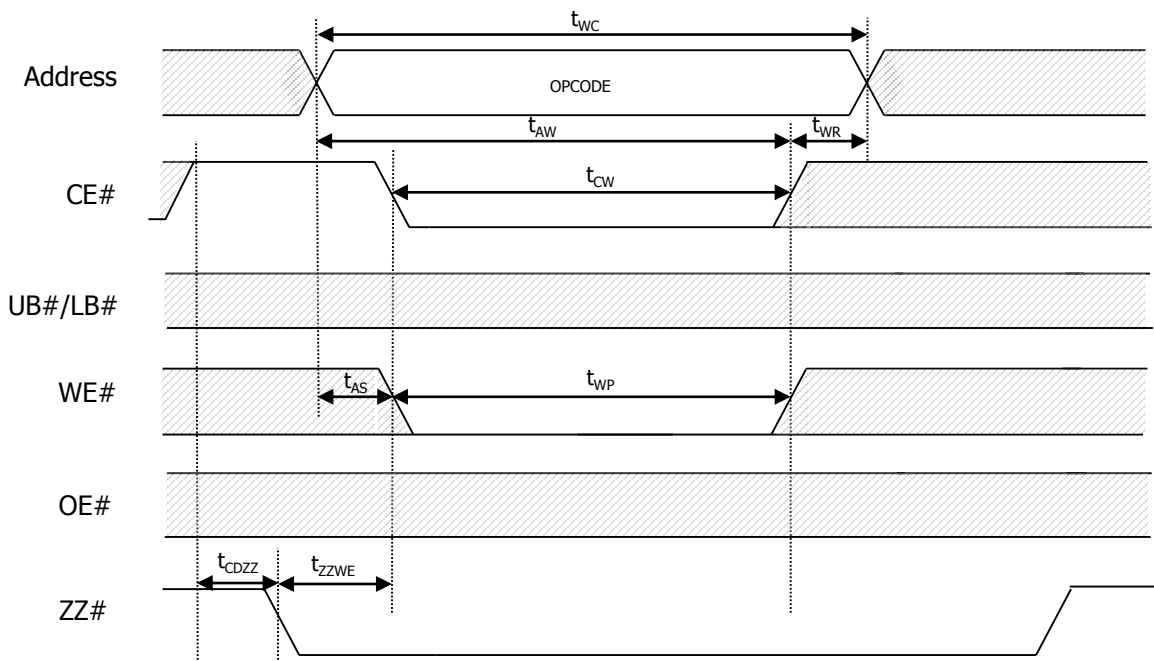 tWC
Address
OPCODE
tAW
tWR
CE#
tCW
UB#/LB#
WE#
tAS
tWP
OE#
tCDZZ
tZZWE
ZZ#